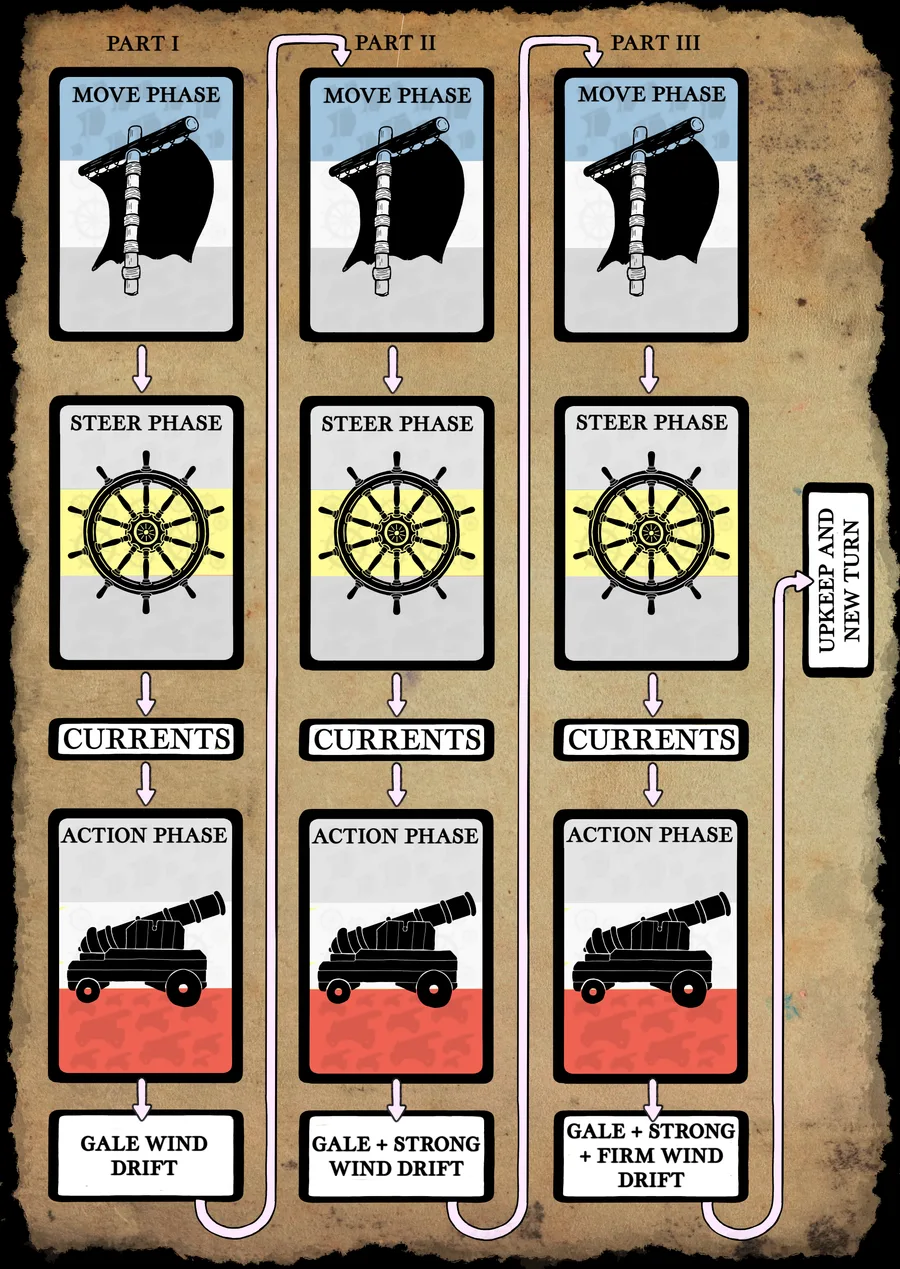 PART I
MOVE PHASE
STEER PHASE
CURRENTS
ACTION PHASE
GALE WIND
DRIFT
PART II
MOVE PHASE
STEER PHASE
CURRENTS
ACTION PHASE
GALE + STRONG
WIND DRIFT
PART III
MOVE PHASE
STEER PHASE
CURRENTS
ACTION PHASE
GALE + STRONG
+ FIRM WIND
DRIFT
UPKEEP AND
NEW TURN